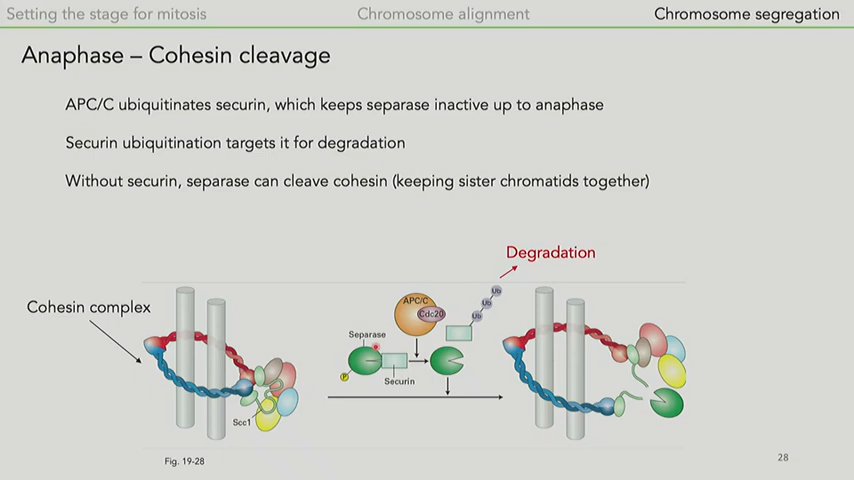 Setting the stage for mitosis
Chromosome alignment
Chromosome segregation
Anaphase – Cohesin cleavage
APC/C ubiquitinates securin, which keeps separase inactive up to anaphase
Securin ubiquitination targets it for degradation
Without securin, separase can cleave cohesin (keeping sister chromatids together)
Degradation
Cohesin complex
APC/C
Cdc20
Ub
Ub
Ub
Separase
P
Securin
Scc1
Fig. 19-28
28